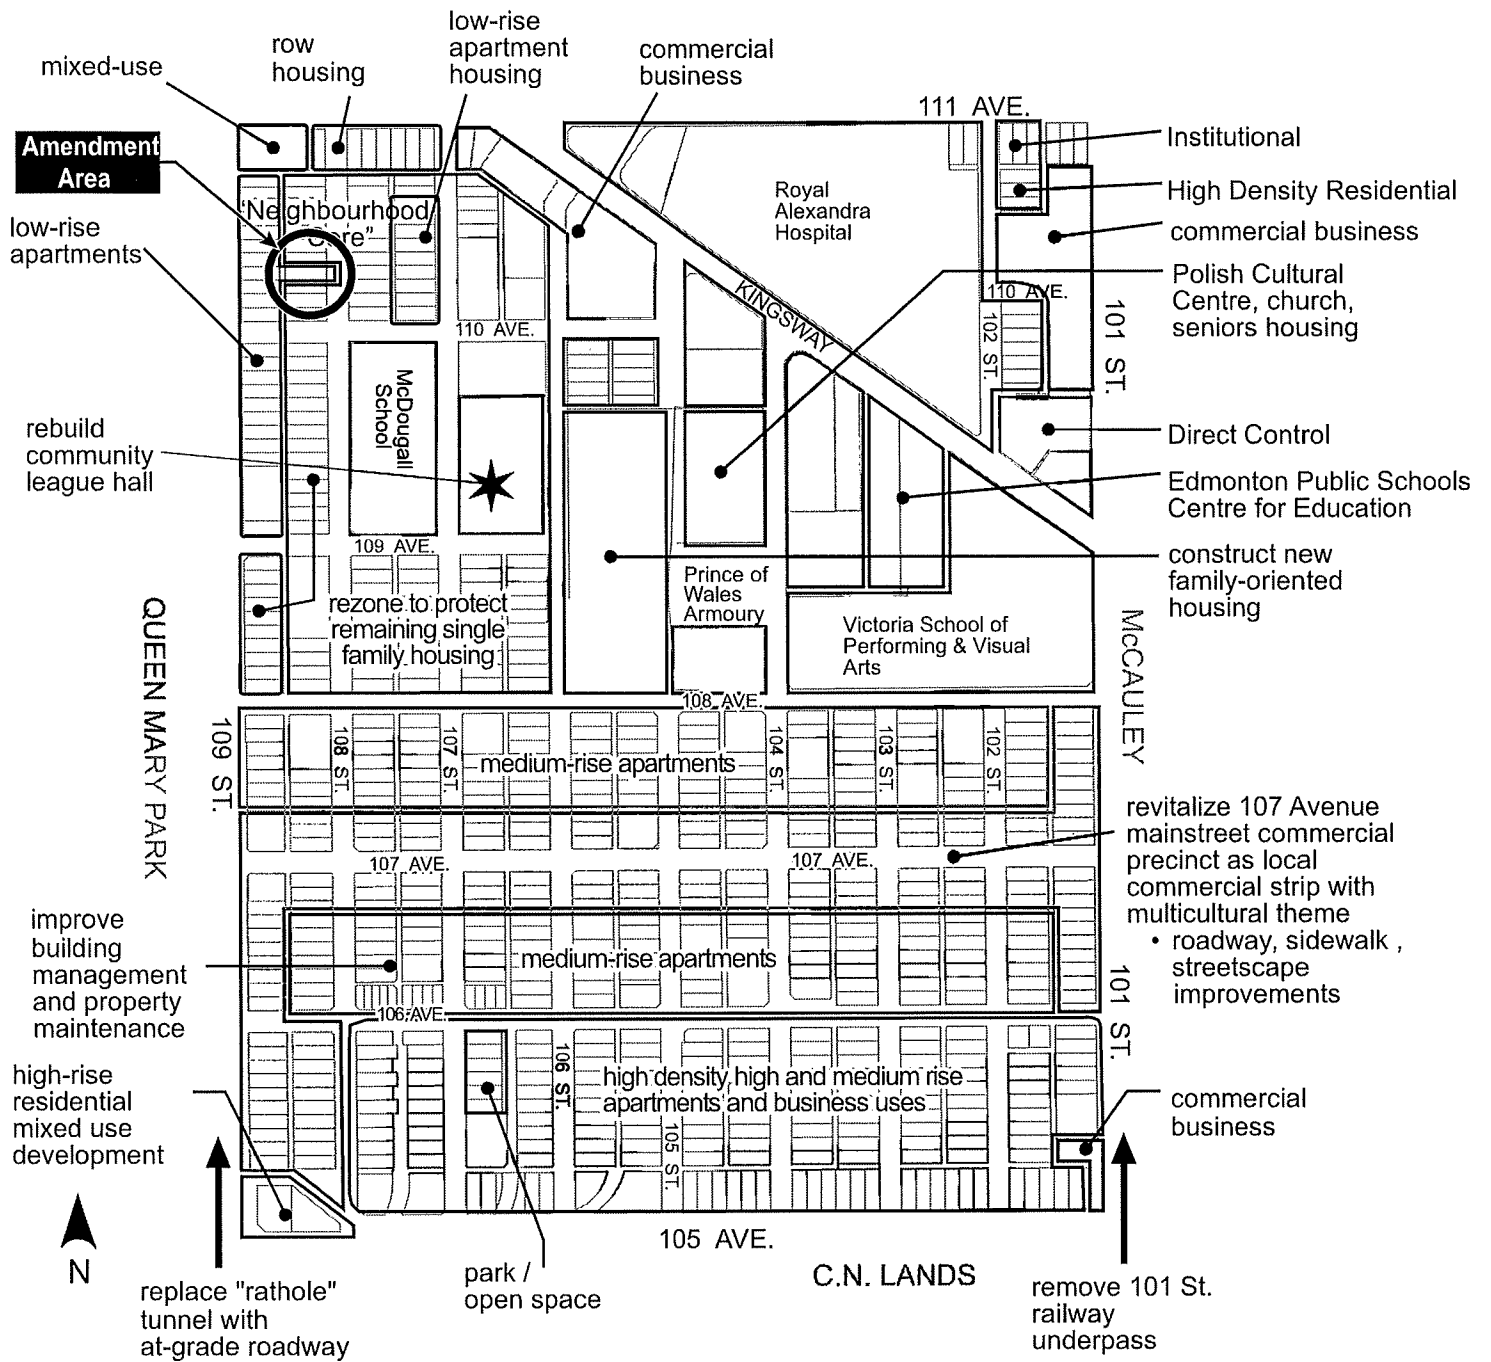 mixed-use
row
housing
low-rise
apartment
housing
commercial
business
111 AVE.
Amendment
Area
Institutional
High Density Residential
commercial business
Polish Cultural
Centre, church,
seniors housing
Direct Control
Edmonton Public Schools
Centre for Education
construct new
family-oriented
housing
low-rise
apartments
"Neighbourhood
Core"
Royal
Alexandra
Hospital
KINGSWAY
110 AVE.
102 ST.
101 ST.
110 AVE.
McDougall
School
rebuild
community
league hall
109 AVE.
rezone to protect
remaining single
family housing
Prince of
Wales
Armoury
Victoria School of
Performing & Visual
Arts
QUEEN MARY PARK
McCAULEY
108 AVE.
109 ST.
108 ST.
107 ST.
medium-rise apartments
104 ST.
103 ST.
102 ST.
107 AVE.
107 AVE.
revitalize 107 Avenue
mainstreet commercial
precinct as local
commercial strip with
multicultural theme
• roadway, sidewalk ,
streetscape
improvements
improve
building
management
and property
maintenance
medium-rise apartments
101 ST.
106 AVE.
high-rise
residential
mixed use
development
106 ST.
high density high and medium rise
apartments and business uses
105 ST.
commercial
business
N
105 AVE.
C.N. LANDS
replace "rathole"
tunnel with
at-grade roadway
park /
open space
remove 101 St.
railway
underpass